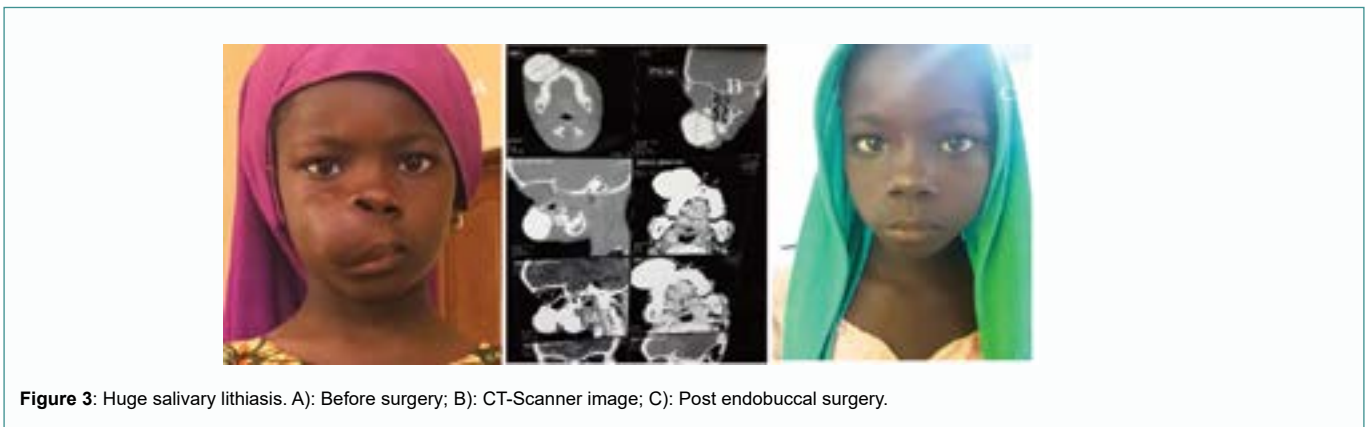 A
B
C
Figure 3: Huge salivary lithiasis. A): Before surgery; B): CT-Scanner image; C): Post endobuccal surgery.